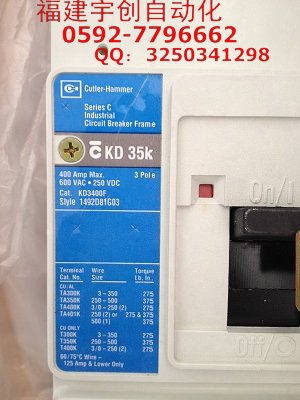 福建宇创自动化
0592-7796662
QQ: 3250341298
Cutler-Hammer
Series C
Industrial
Circuit Breaker Frame
KD 35k
400 Amp Max. 3 Pole
600 VAC • 250 VDC
Cat. KD3400F
Style 1492D81G03
Terminal Wire Torque
Cat. No. Size Lb. In.
CU/AL
TA300K 3-350 275
TA350K 250-500 375
TA400K 3/0-250 (2) 275
TA401K 250 (2) or 275 &
500 (1) 375
CU ONLY
T300K 3-350 275
T350K 250-500 375
T400K 3/0-250 (2) 275
60/75°C Wire –
125 Amp & Lower Only
On/I
Off/O